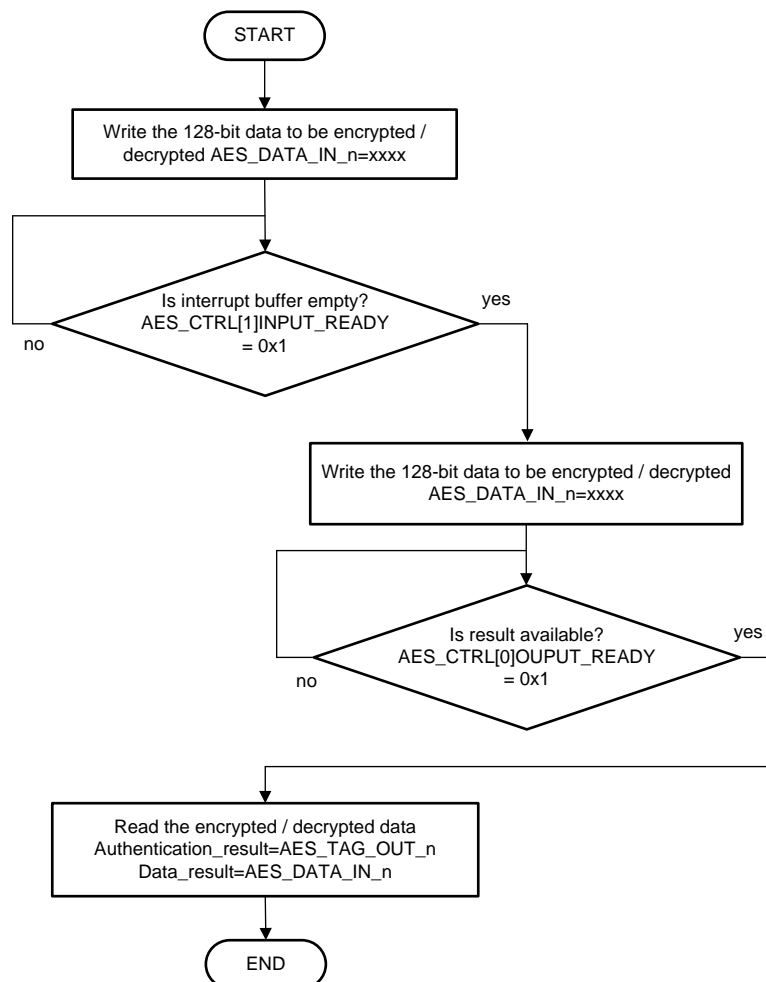 START
Write the 128-bit data to be encrypted /
decrypted AES_DATA_IN_n=xxxx
Is interrupt buffer empty?
AES_CTRL[1]INPUT_READY
= 0x1
yes
no
Write the 128-bit data to be encrypted / decrypted
AES_DATA_IN_n=xxxx
Is result available?
AES_CTRL[0]OUPUT_READY
= 0x1
yes
no
Read the encrypted / decrypted data
Authentication_result=AES_TAG_OUT_n
Data_result=AES_DATA_IN_n
END